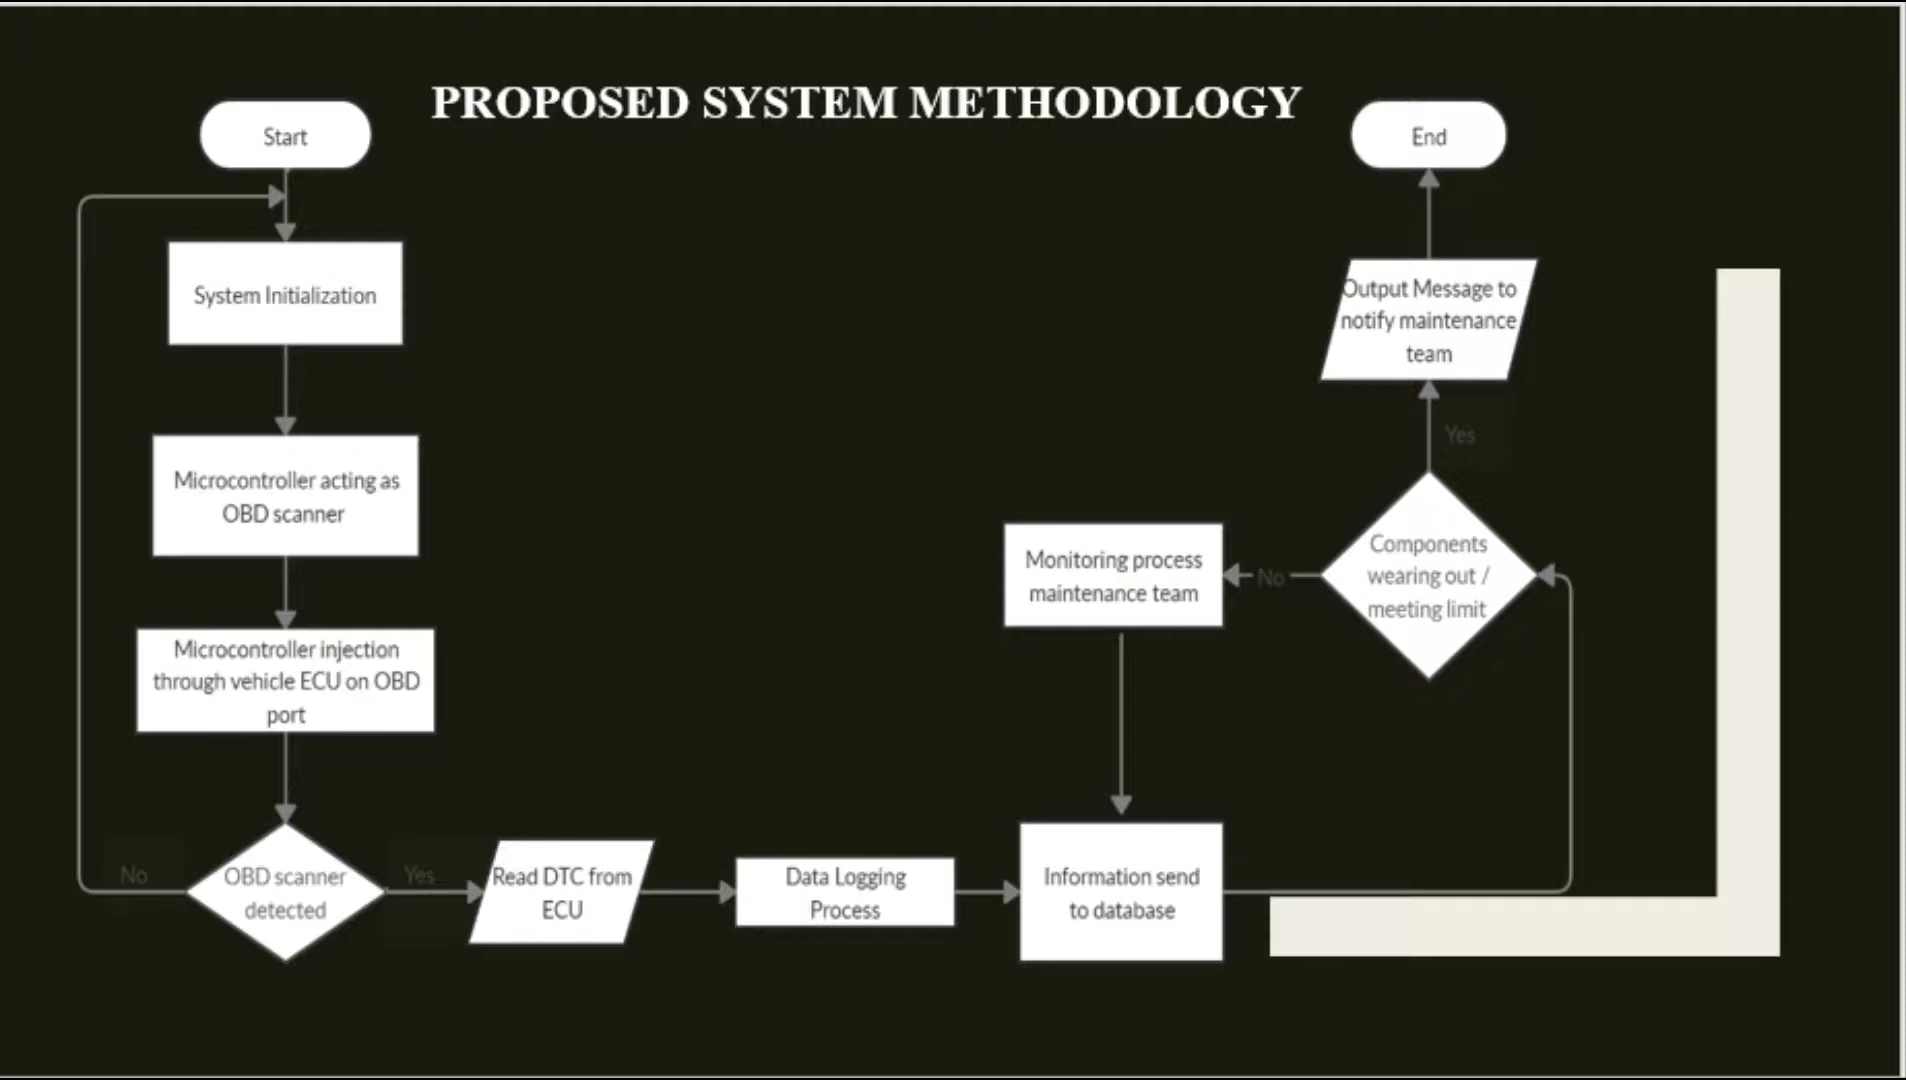 PROPOSED SYSTEM METHODOLOGY
Start
System Initialization
Microcontroller acting as
OBD scanner
Microcontroller injection
through vehicle ECU on OBD
port
OBD scanner
detected
No
Yes
Read DTC from
ECU
Data Logging
Process
Information send
to database
Components
wearing out /
meeting limit
No
Monitoring process
maintenance team
Yes
Output Message to
notify maintenance
team
End